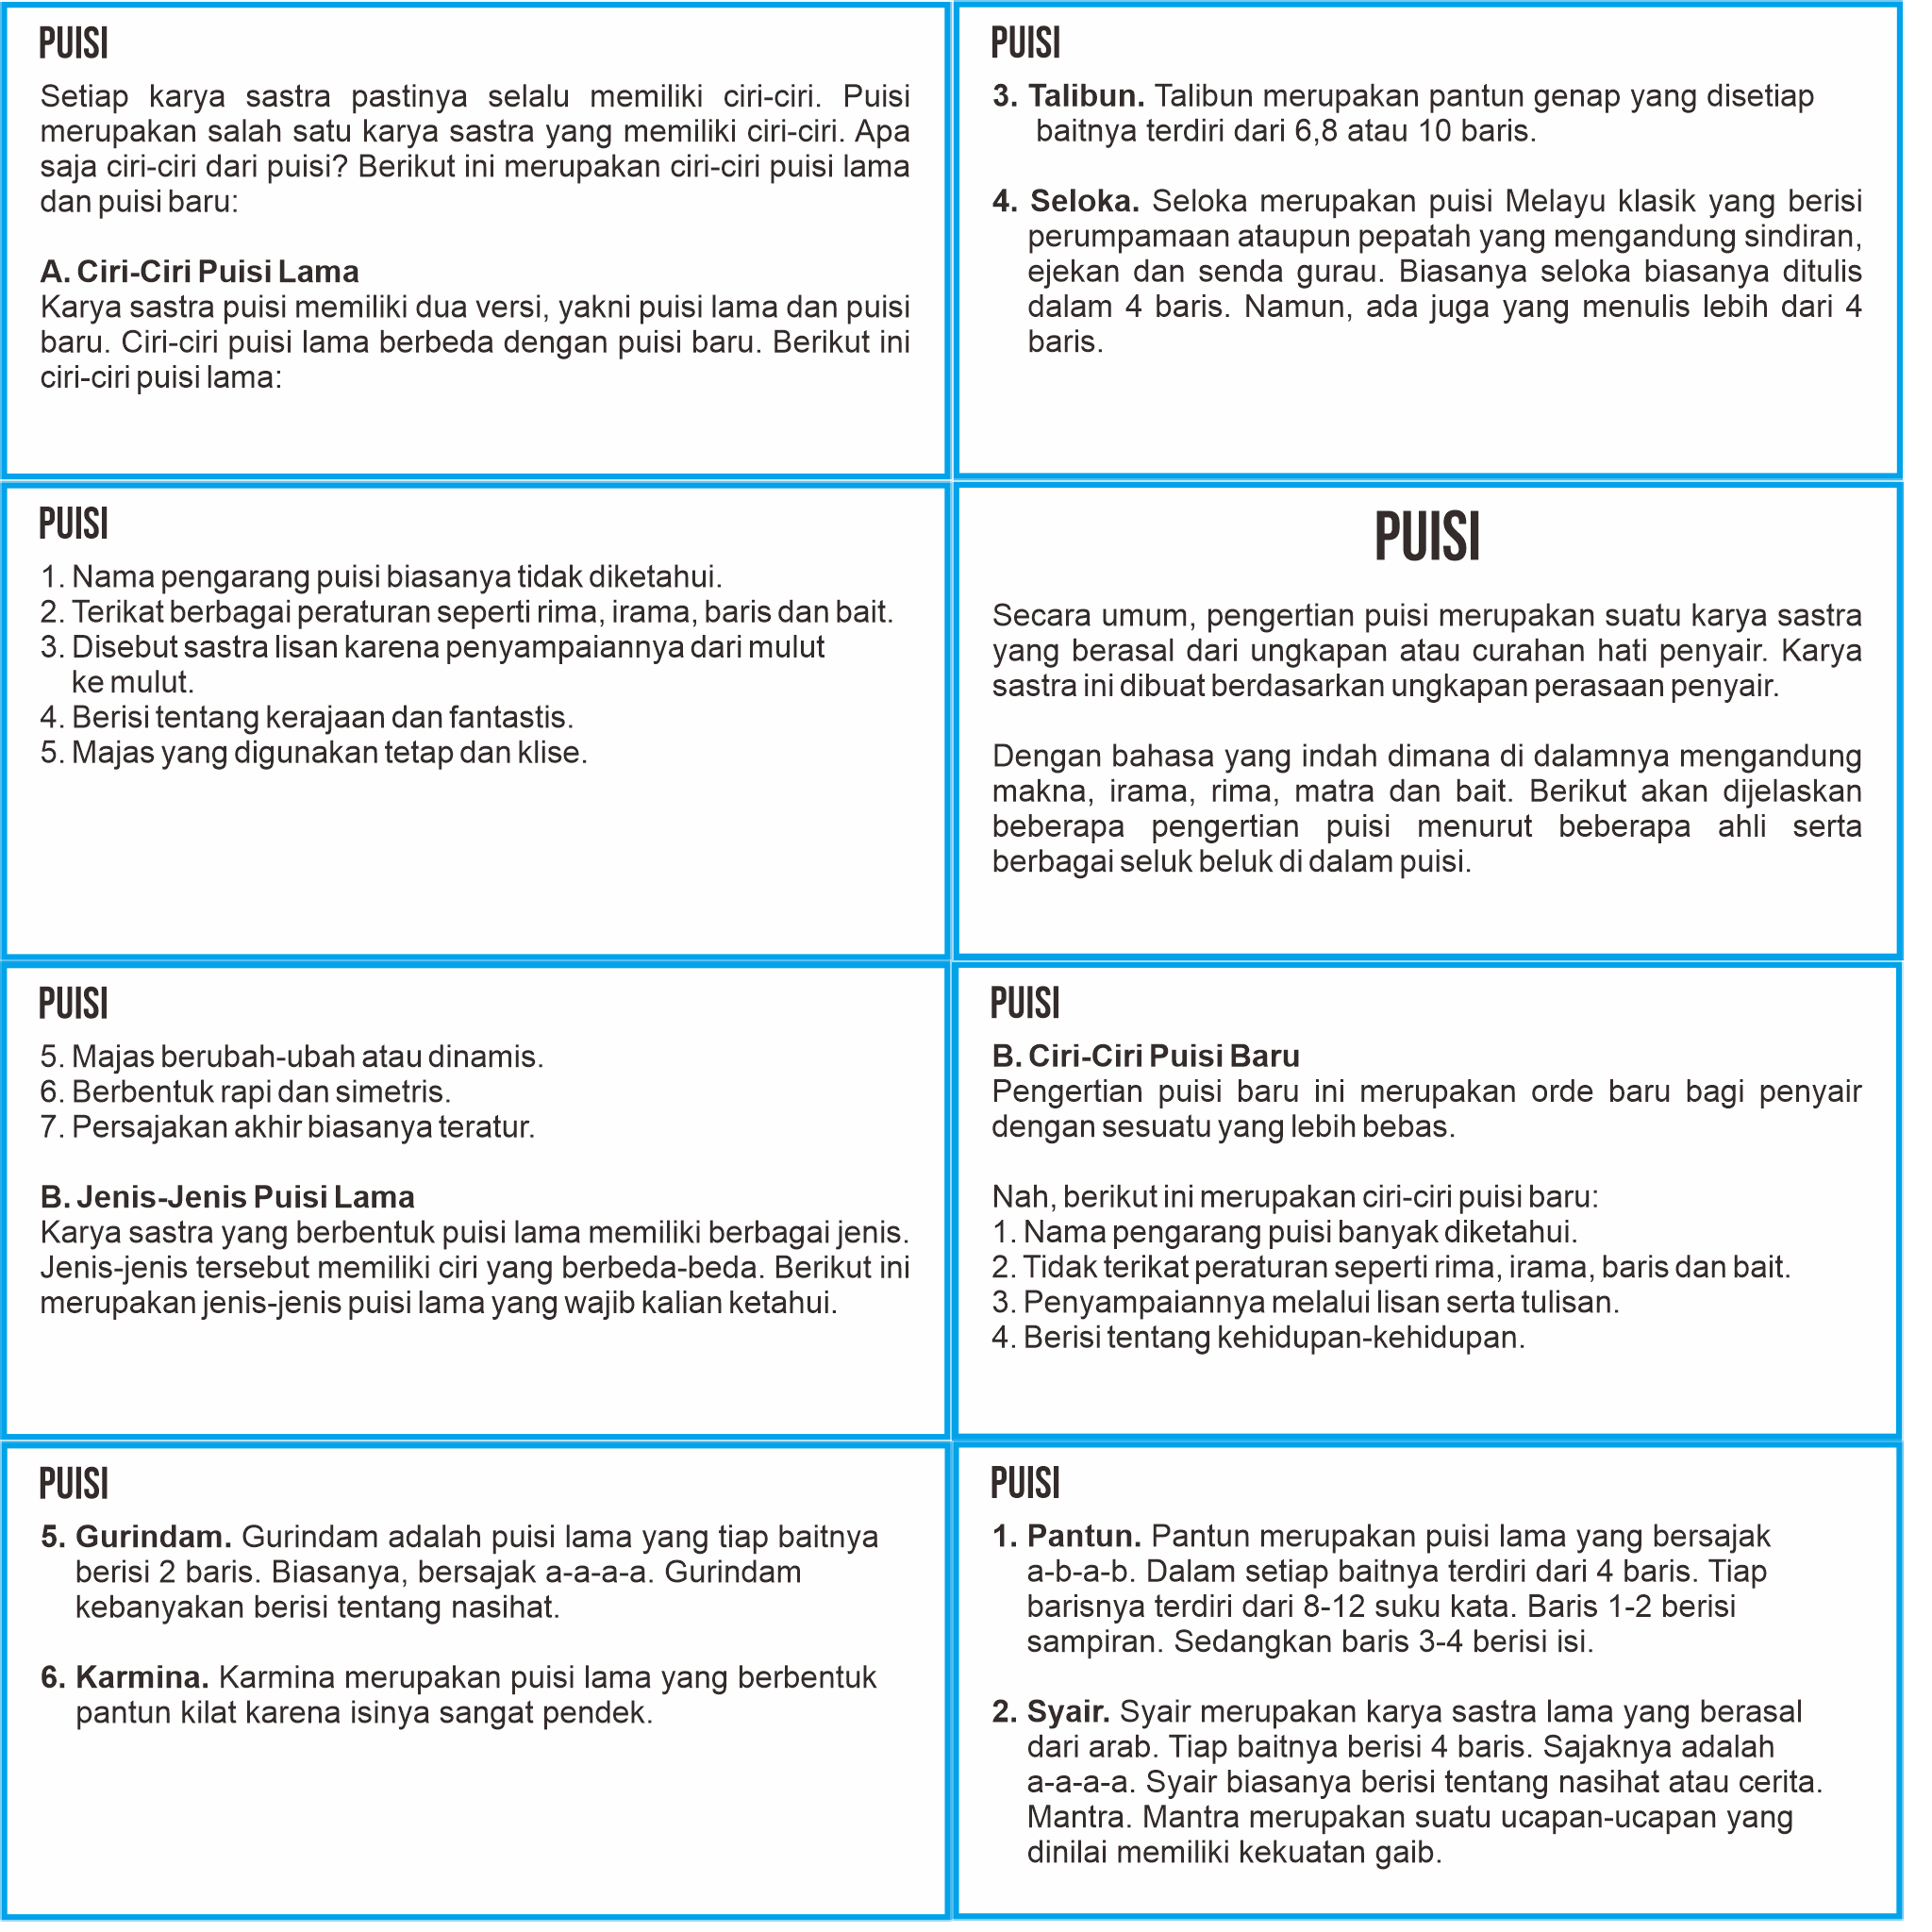 PUISI
Setiap karya sastra pastinya selalu memiliki ciri-ciri. Puisi
merupakan salah satu karya sastra yang memiliki ciri-ciri. Apa
saja ciri-ciri dari puisi? Berikut ini merupakan ciri-ciri puisi lama
dan puisi baru:
A. Ciri-Ciri Puisi Lama
Karya sastra puisi memiliki dua versi, yakni puisi lama dan puisi
baru. Ciri-ciri puisi lama berbeda dengan puisi baru. Berikut ini
ciri-ciri puisi lama:
PUISI
3. Talibun. Talibun merupakan pantun genap yang disetiap
baitnya terdiri dari 6,8 atau 10 baris.
4. Seloka. Seloka merupakan puisi Melayu klasik yang berisi
perumpamaan ataupun pepatah yang mengandung sindiran,
ejekan dan senda gurau. Biasanya seloka biasanya ditulis
dalam 4 baris. Namun, ada juga yang menulis lebih dari 4
baris.
PUISI
1. Nama pengarang puisi biasanya tidak diketahui.
2. Terikat berbagai peraturan seperti rima, irama, baris dan bait.
3. Disebut sastra lisan karena penyampaiannya dari mulut
ke mulut.
4. Berisi tentang kerajaan dan fantastis.
5. Majas yang digunakan tetap dan klise.
PUISI
Secara umum, pengertian puisi merupakan suatu karya sastra
yang berasal dari ungkapan atau curahan hati penyair. Karya
sastra ini dibuat berdasarkan ungkapan perasaan penyair.
Dengan bahasa yang indah dimana di dalamnya mengandung
makna, irama, rima, matra dan bait. Berikut akan dijelaskan
beberapa pengertian puisi menurut beberapa ahli serta
berbagai seluk beluk di dalam puisi.
PUISI
5. Majas berubah-ubah atau dinamis.
6. Berbentuk rapi dan simetris.
7. Persajakan akhir biasanya teratur.
B. Jenis-Jenis Puisi Lama
Karya sastra yang berbentuk puisi lama memiliki berbagai jenis.
Jenis-jenis tersebut memiliki ciri yang berbeda-beda. Berikut ini
merupakan jenis-jenis puisi lama yang wajib kalian ketahui.
PUISI
B. Ciri-Ciri Puisi Baru
Pengertian puisi baru ini merupakan orde baru bagi penyair
dengan sesuatu yang lebih bebas.
Nah, berikut ini merupakan ciri-ciri puisi baru:
1. Nama pengarang puisi banyak diketahui.
2. Tidak terikat peraturan seperti rima, irama, baris dan bait.
3. Penyampaiannya melalui lisan serta tulisan.
4. Berisi tentang kehidupan-kehidupan.
PUISI
5. Gurindam. Gurindam adalah puisi lama yang tiap baitnya
berisi 2 baris. Biasanya, bersajak a-a-a-a. Gurindam
kebanyakan berisi tentang nasihat.
6. Karmina. Karmina merupakan puisi lama yang berbentuk
pantun kilat karena isinya sangat pendek.
PUISI
1. Pantun. Pantun merupakan puisi lama yang bersajak
a-b-a-b. Dalam setiap baitnya terdiri dari 4 baris. Tiap
barisnya terdiri dari 8-12 suku kata. Baris 1-2 berisi
sampiran. Sedangkan baris 3-4 berisi isi.
2. Syair. Syair merupakan karya sastra lama yang berasal
dari arab. Tiap baitnya berisi 4 baris. Sajaknya adalah
a-a-a-a. Syair biasanya berisi tentang nasihat atau cerita.
Mantra. Mantra merupakan suatu ucapan-ucapan yang
dinilai memiliki kekuatan gaib.